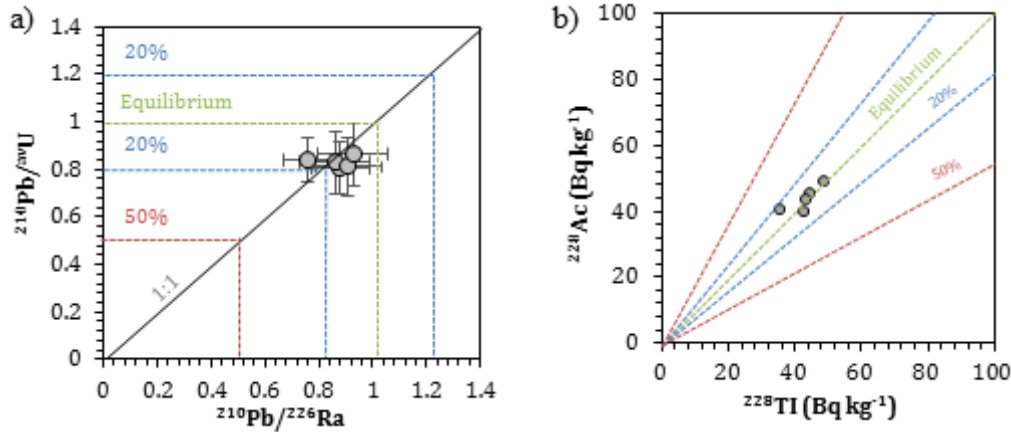 a)
1.4
1.2
1
0.8
0.6
0.4
0.2
0
²¹⁰Pb/ᵃᵛU
20%
Equilibrium
20%
50%
1:1
0 0.2 0.4 0.6 0.8 1 1.2 1.4
²¹⁰Pb/²²⁶Ra
b)
100
80
60
40
20
0
²²⁸Ac (Bq kg⁻¹)
Equilibrium
20%
50%
0 20 40 60 80 100
²²⁸TI (Bq kg⁻¹)